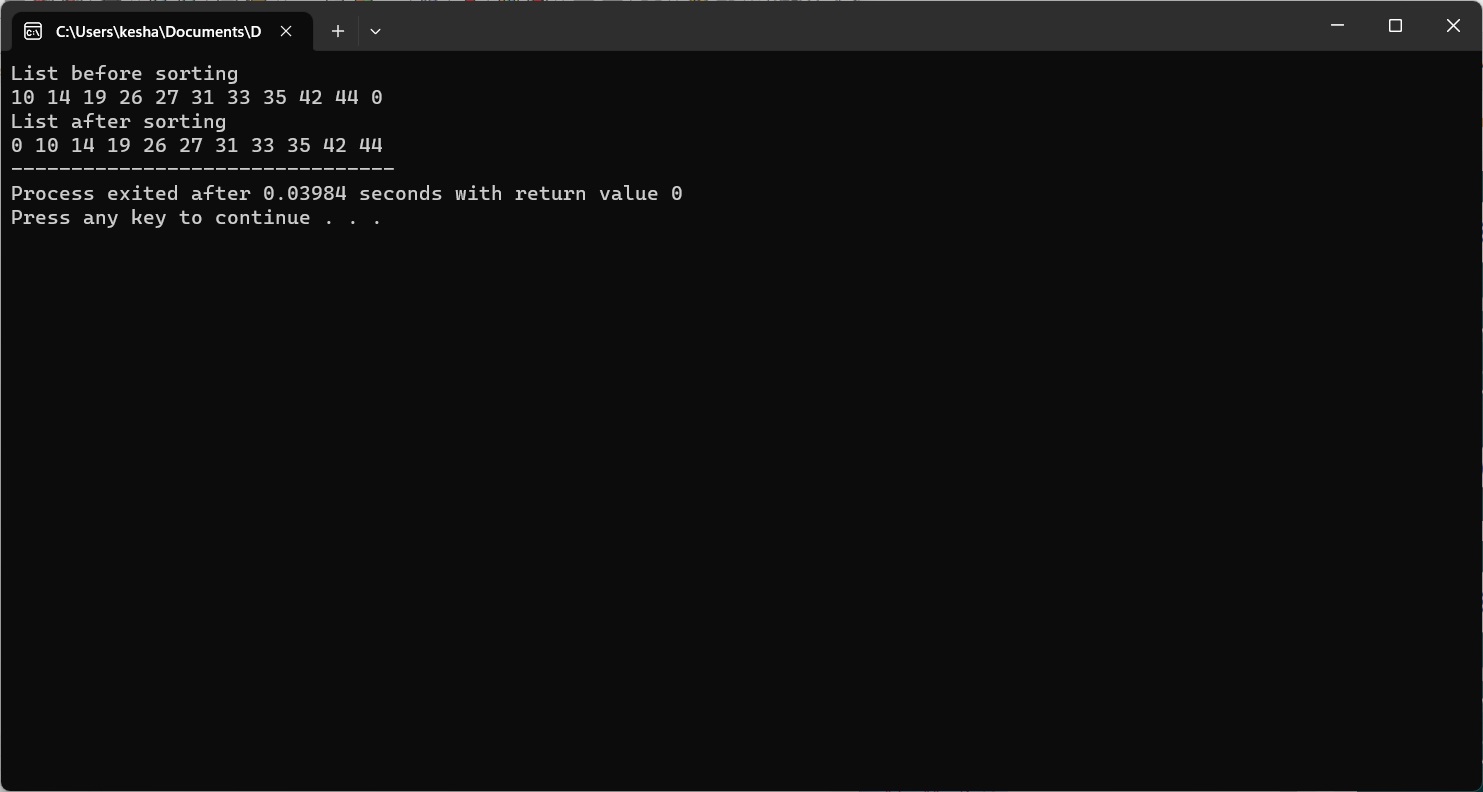 C:\Users\kesha\Documents\D
List before sorting
10 14 19 26 27 31 33 35 42 44 0
List after sorting
0 10 14 19 26 27 31 33 35 42 44
--------------------------------
Process exited after 0.03984 seconds with return value 0
Press any key to continue . . .